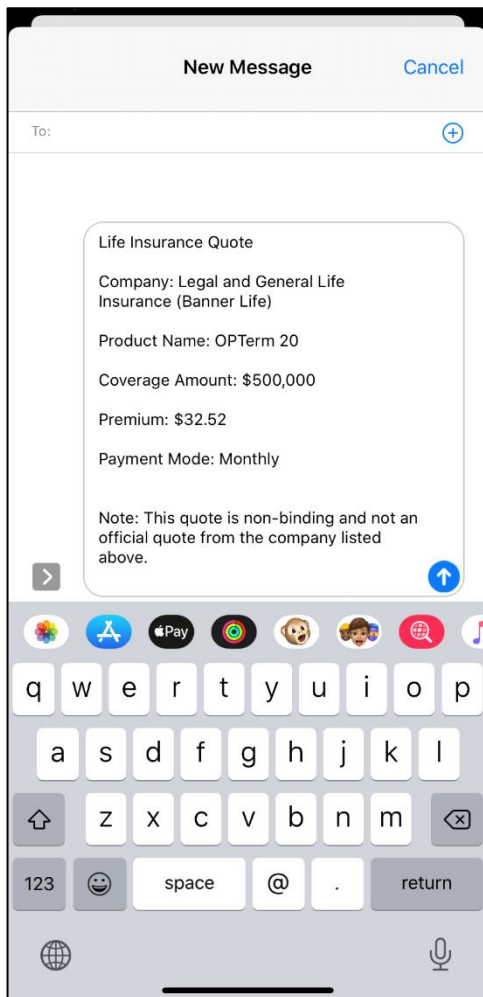 New Message
Cancel
To:
Life Insurance Quote
Company: Legal and General Life
Insurance (Banner Life)
Product Name: OPTerm 20
Coverage Amount: $500,000
Premium: $32.52
Payment Mode: Monthly
Note: This quote is non-binding and not an
official quote from the company listed
above.
Pay
q w e r t y u i o p
a s d f g h j k l
z x c v b n m
123 space @ . return